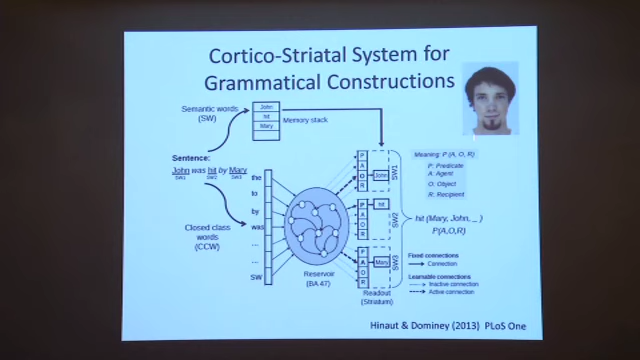 Cortico-Striatal System for
Grammatical Constructions
Semantic words
(SW)
John
hit
Mary
Memory stack
Sentence:
John was hit by Mary
SW1 SW2 SW3
Closed class
words
(CCW)
the
to
by
was
...
...
SW
Reservoir
(BA 47)
P
A
O
R
John
SW1
P
A
O
R
hit
SW2
P
A
O
R
Mary
SW3
Readout
(Striatum)
Meaning: P (A, O, R)
P: Predicate
A: Agent
O: Object
R: Recipient
hit (Mary, John, _ )
P(A,O,R)
Fixed connections
Connection
Learnable connections
Inactive connection
Active connection
Hinaut & Dominey (2013) PLoS One